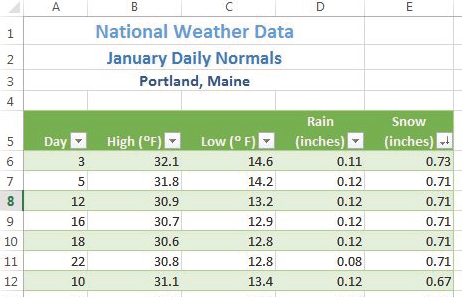 A B C D E
1 National Weather Data
2 January Daily Normals
3 Portland, Maine
4
Rain Snow
5 Day High (°F) Low (° F) (inches) (inches)
6 3 32.1 14.6 0.11 0.73
7 5 31.8 14.2 0.12 0.71
8 12 30.9 13.2 0.12 0.71
9 16 30.7 12.9 0.12 0.71
10 18 30.6 12.8 0.12 0.71
11 22 30.8 12.8 0.08 0.71
12 10 31.1 13.4 0.12 0.67